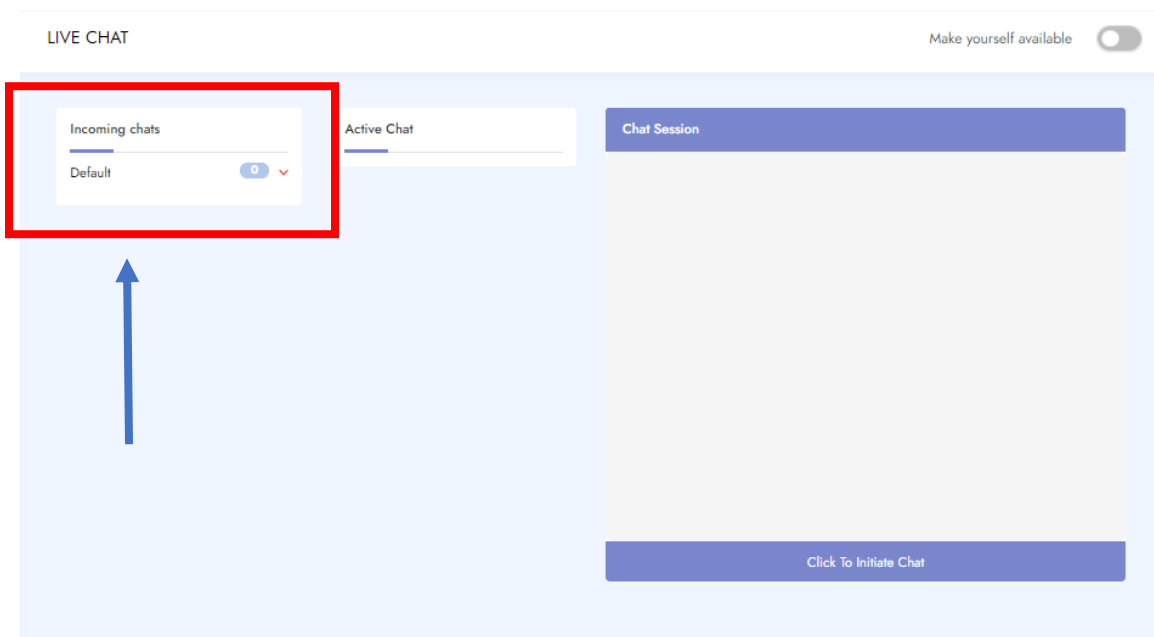 LIVE CHAT
Make yourself available
Incoming chats
Default 0
Active Chat
Chat Session
Click To Initiate Chat